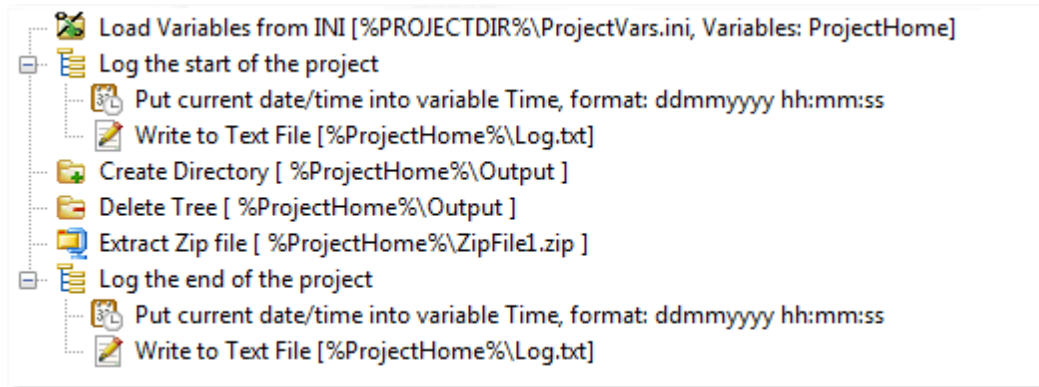 Load Variables from INI [%PROJECTDIR%\ProjectVars.ini, Variables: ProjectHome]
Log the start of the project
Put current date/time into variable Time, format: ddmmyyyy hh:mm:ss
Write to Text File [%ProjectHome%\Log.txt]
Create Directory [ %ProjectHome%\Output ]
Delete Tree [ %ProjectHome%\Output ]
Extract Zip file [ %ProjectHome%\ZipFile1.zip ]
Log the end of the project
Put current date/time into variable Time, format: ddmmyyyy hh:mm:ss
Write to Text File [%ProjectHome%\Log.txt]